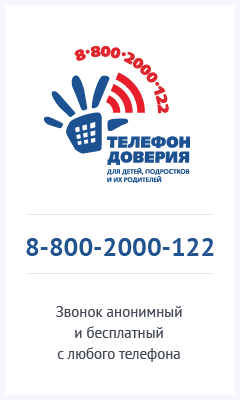 8·800·2000·122
ТЕЛЕФОН
ДОВЕРИЯ
ДЛЯ ДЕТЕЙ, ПОДРОСТКОВ
И ИХ РОДИТЕЛЕЙ
8-800-2000-122
Звонок анонимный
и бесплатный
с любого телефона